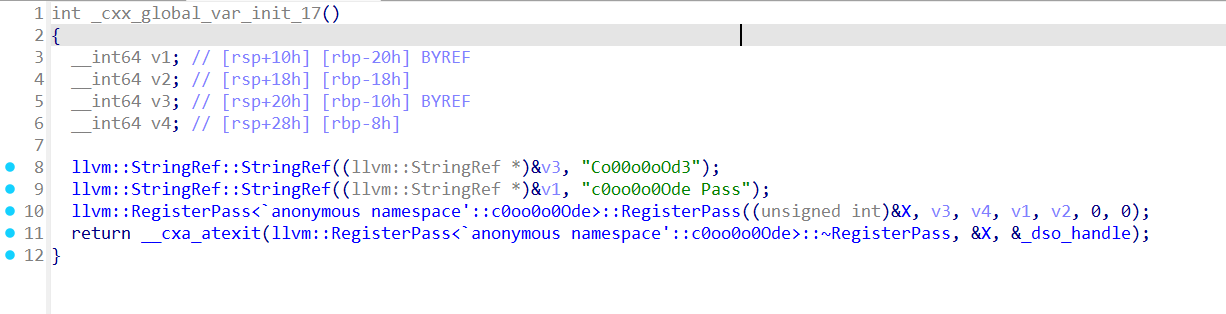 1 int _cxx_global_var_init_17()
2 {
3 __int64 v1; // [rsp+10h] [rbp-20h] BYREF
4 __int64 v2; // [rsp+18h] [rbp-18h]
5 __int64 v3; // [rsp+20h] [rbp-10h] BYREF
6 __int64 v4; // [rsp+28h] [rbp-8h]
7
8 llvm::StringRef::StringRef((llvm::StringRef *)&v3, "Co00o0oOd3");
9 llvm::StringRef::StringRef((llvm::StringRef *)&v1, "c0oo0o0Ode Pass");
10 llvm::RegisterPass<`anonymous namespace'::c0oo0o0Ode>::RegisterPass((unsigned int)&X, v3, v4, v1, v2, 0, 0);
11 return __cxa_atexit(llvm::RegisterPass<`anonymous namespace'::c0oo0o0Ode>::~RegisterPass, &X, &_dso_handle);
12 }